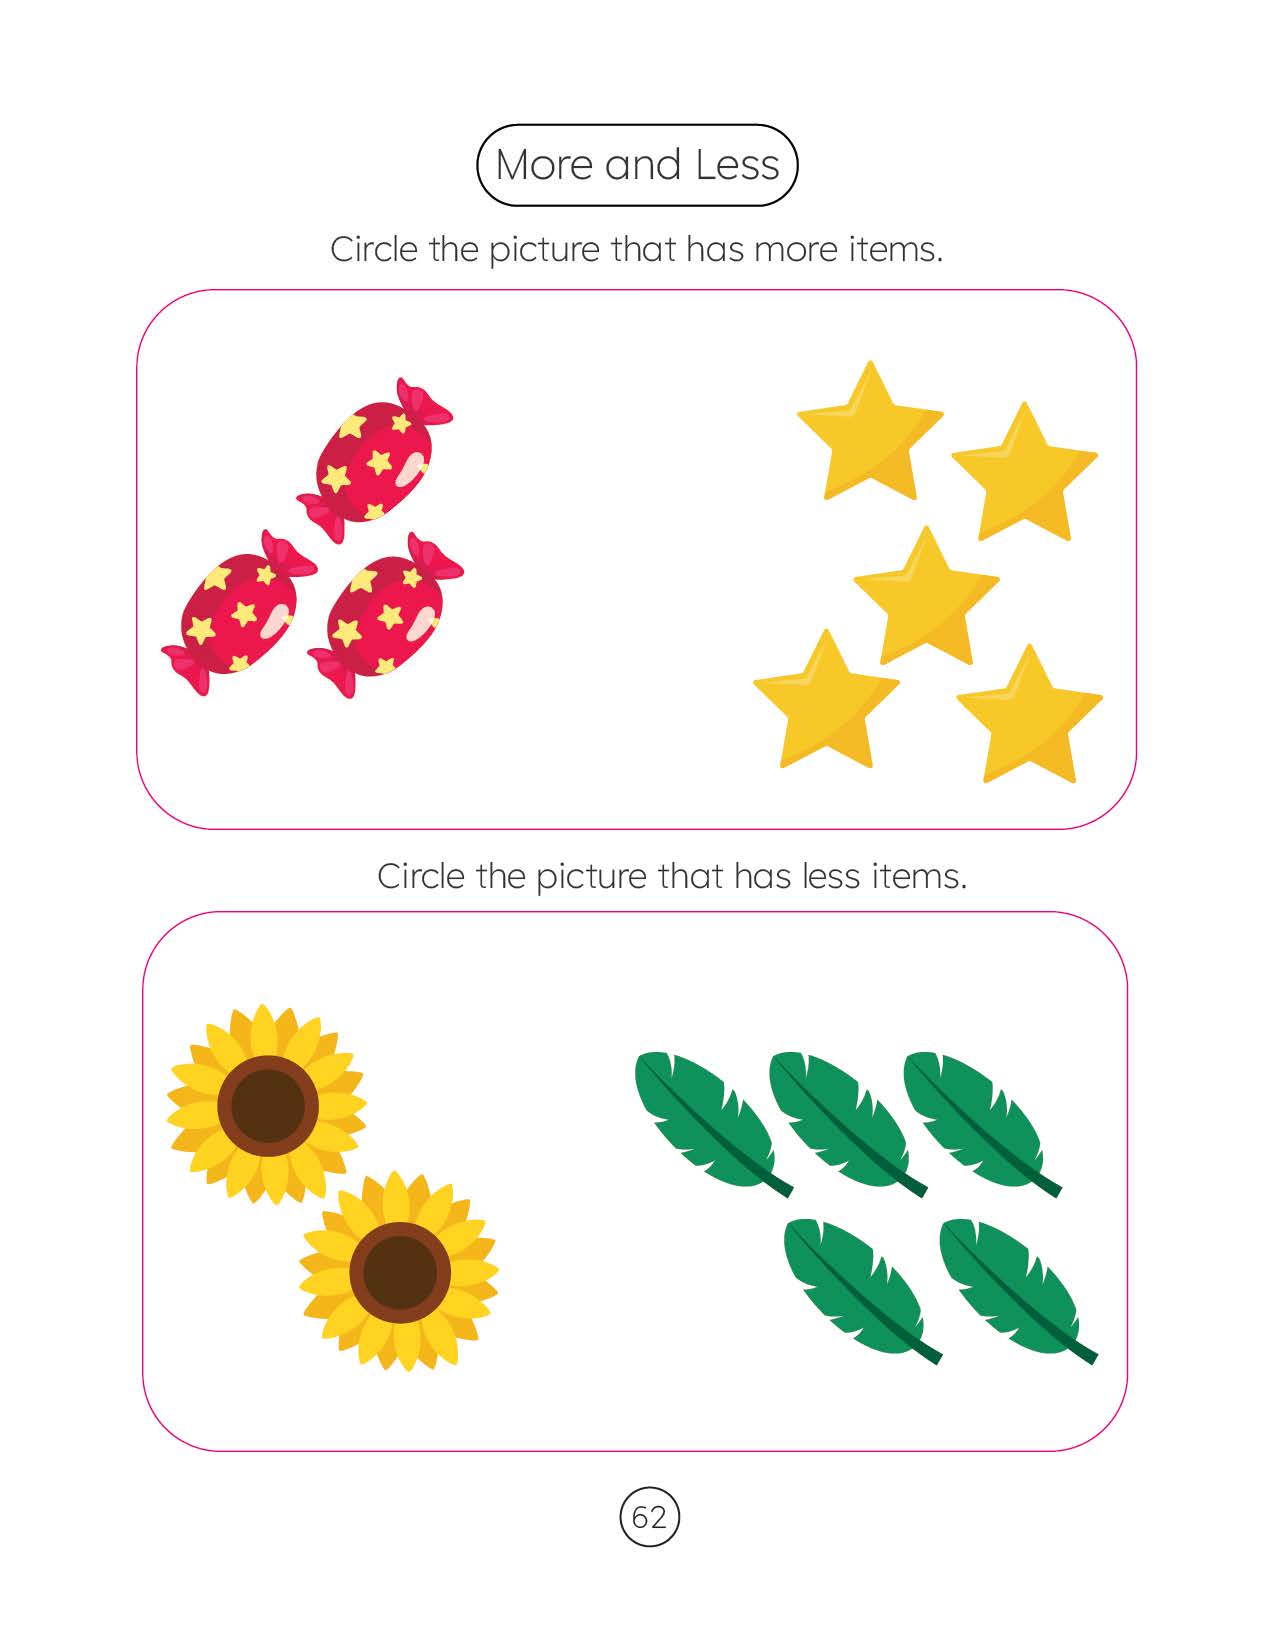 More and Less
Circle the picture that has more items.
Circle the picture that has less items.
62